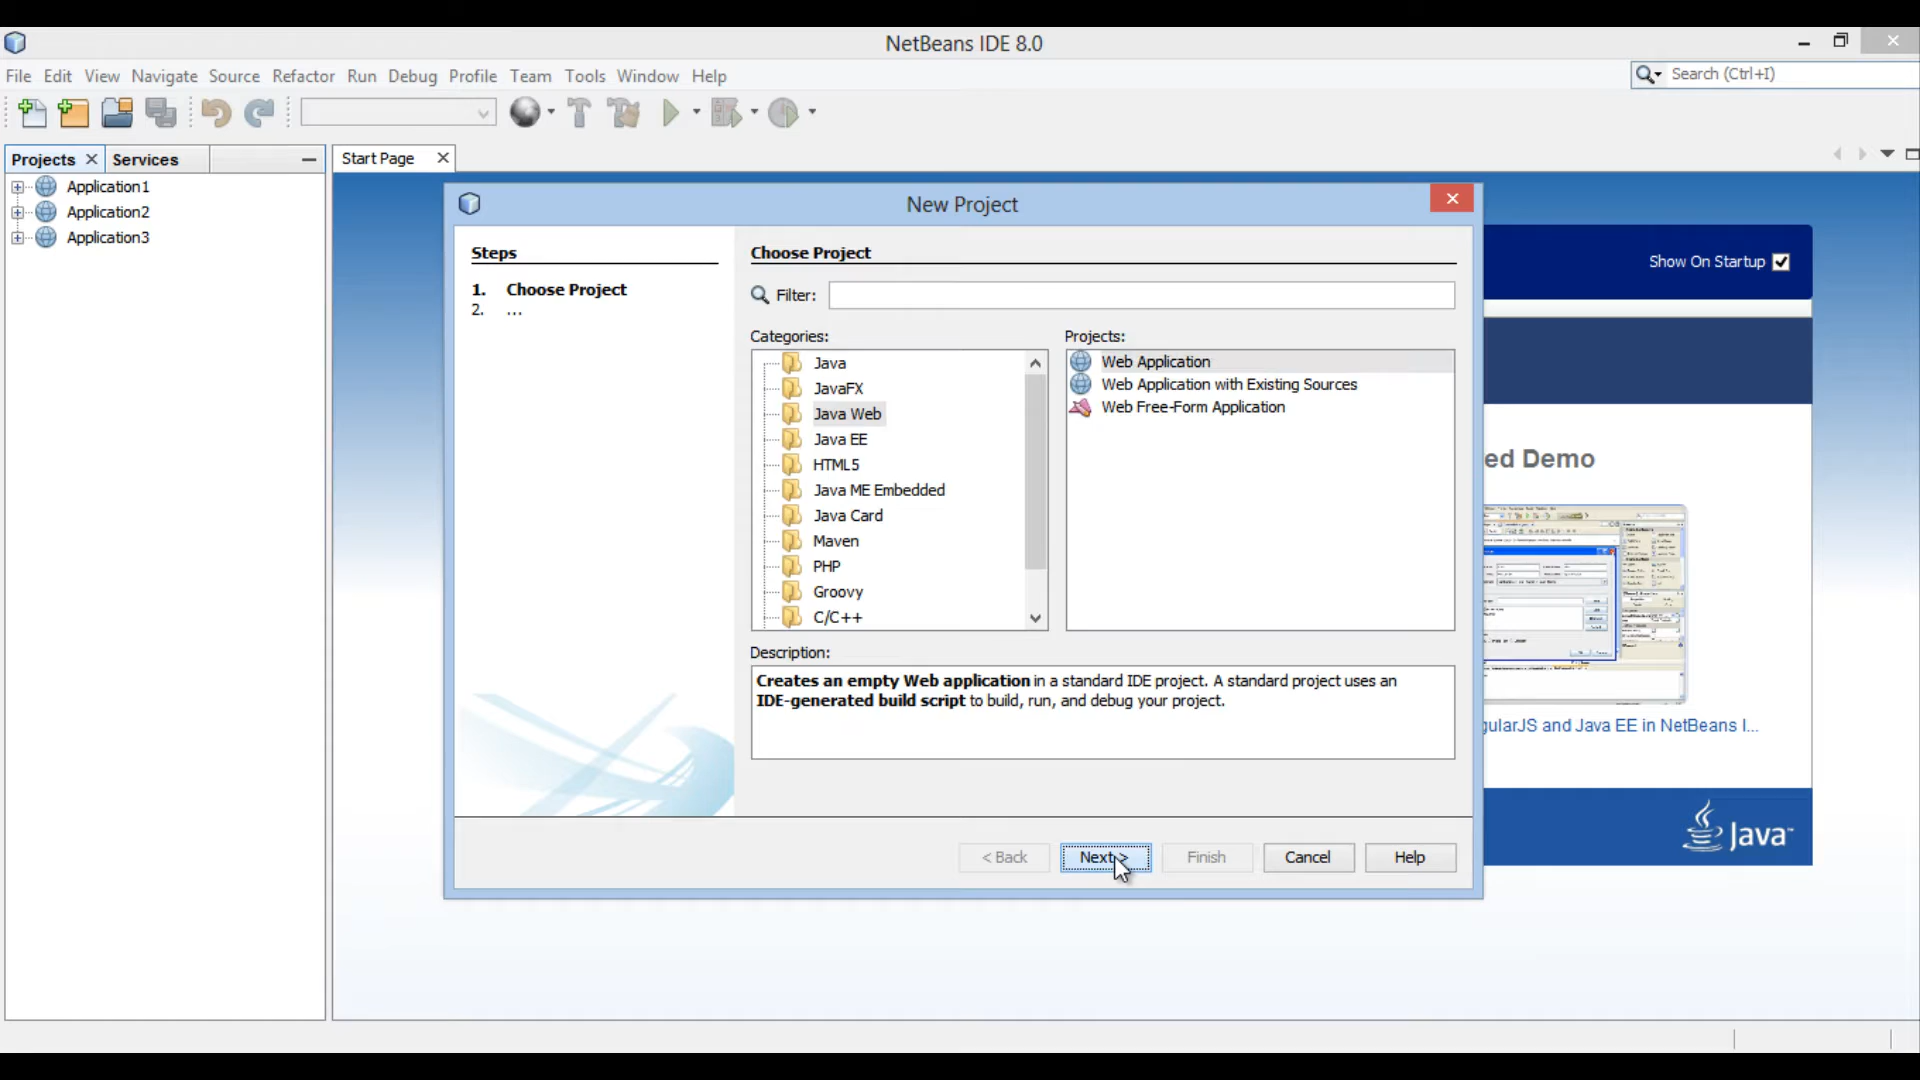 NetBeans IDE 8.0
File Edit View Navigate Source Refactor Run Debug Profile Team Tools Window Help
Search (Ctrl+I)
Projects Services
Start Page
Application1
Application2
Application3
New Project
Steps
1. Choose Project
2. ...
Choose Project
Filter:
Categories:
Java
JavaFX
Java Web
Java EE
HTML5
Java ME Embedded
Java Card
Maven
PHP
Groovy
C/C++
Projects:
Web Application
Web Application with Existing Sources
Web Free-Form Application
Description:
Creates an empty Web application in a standard IDE project. A standard project uses an
IDE-generated build script to build, run, and debug your project.
< Back Next > Finish Cancel Help
Show On Startup
ed Demo
gularJS and Java EE in NetBeans I...
Java™